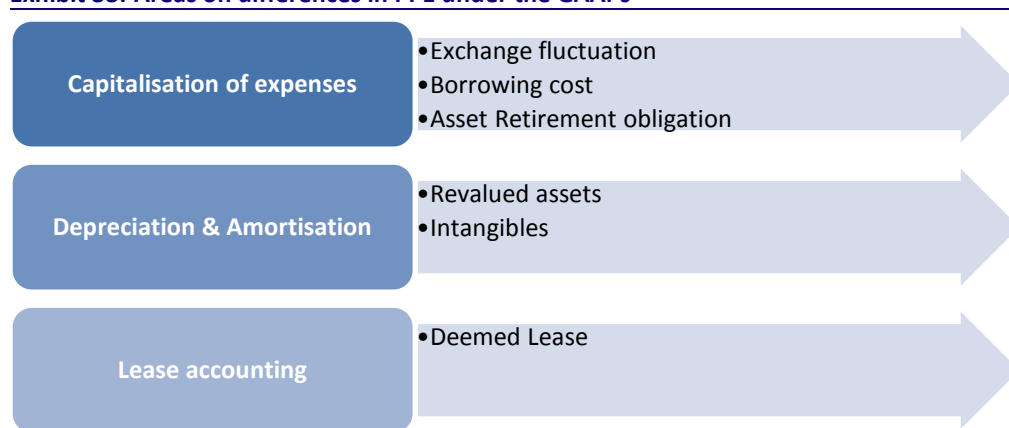 Capitalisation of expenses
•Exchange fluctuation
•Borrowing cost
•Asset Retirement obligation
Depreciation & Amortisation
•Revalued assets
•Intangibles
Lease accounting
•Deemed Lease